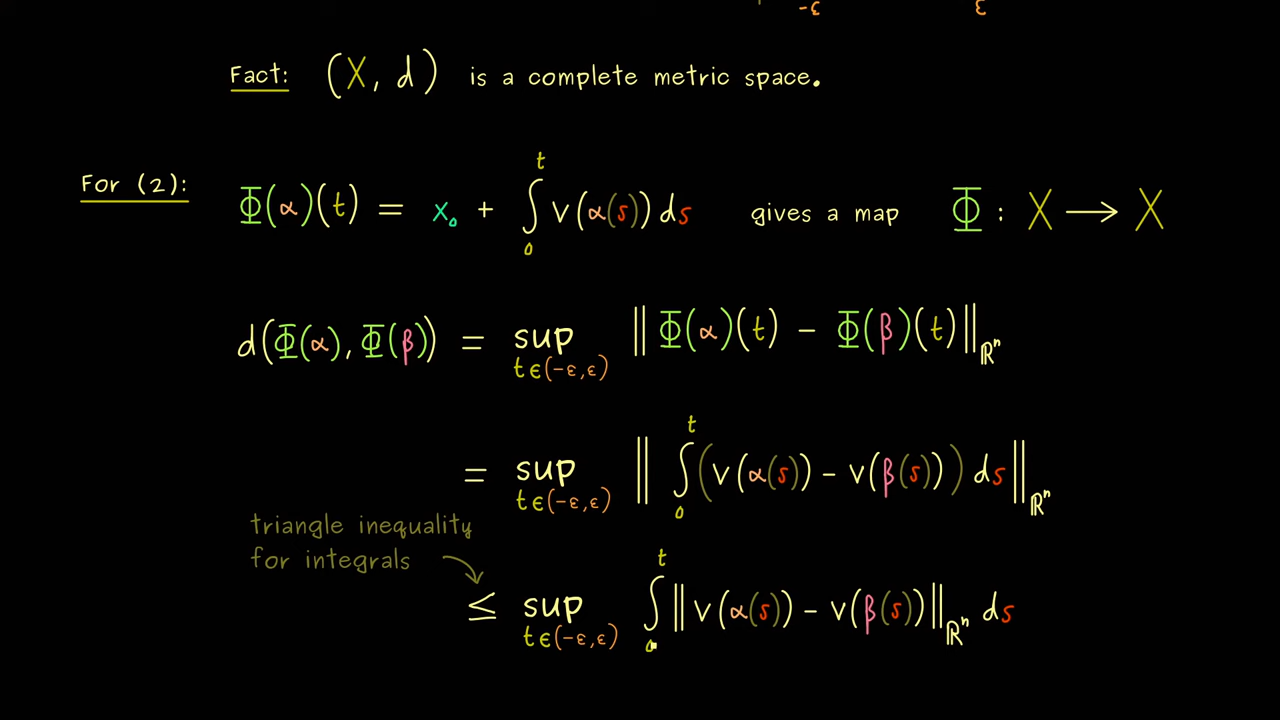 -ε ε
Fact: (X, d) is a complete metric space.
For (2): Φ(α)(t) = x₀ + ∫₀ᵗ v(α(s)) ds gives a map Φ : X ⟶ X
d(Φ(α), Φ(β)) = sup_{t∈(-ε,ε)} ‖Φ(α)(t) − Φ(β)(t)‖_{ℝⁿ}
= sup_{t∈(-ε,ε)} ‖∫₀ᵗ (v(α(s)) − v(β(s))) ds‖_{ℝⁿ}
triangle inequality
for integrals
≤ sup_{t∈(-ε,ε)} ∫₀ᵗ ‖v(α(s)) − v(β(s))‖_{ℝⁿ} ds